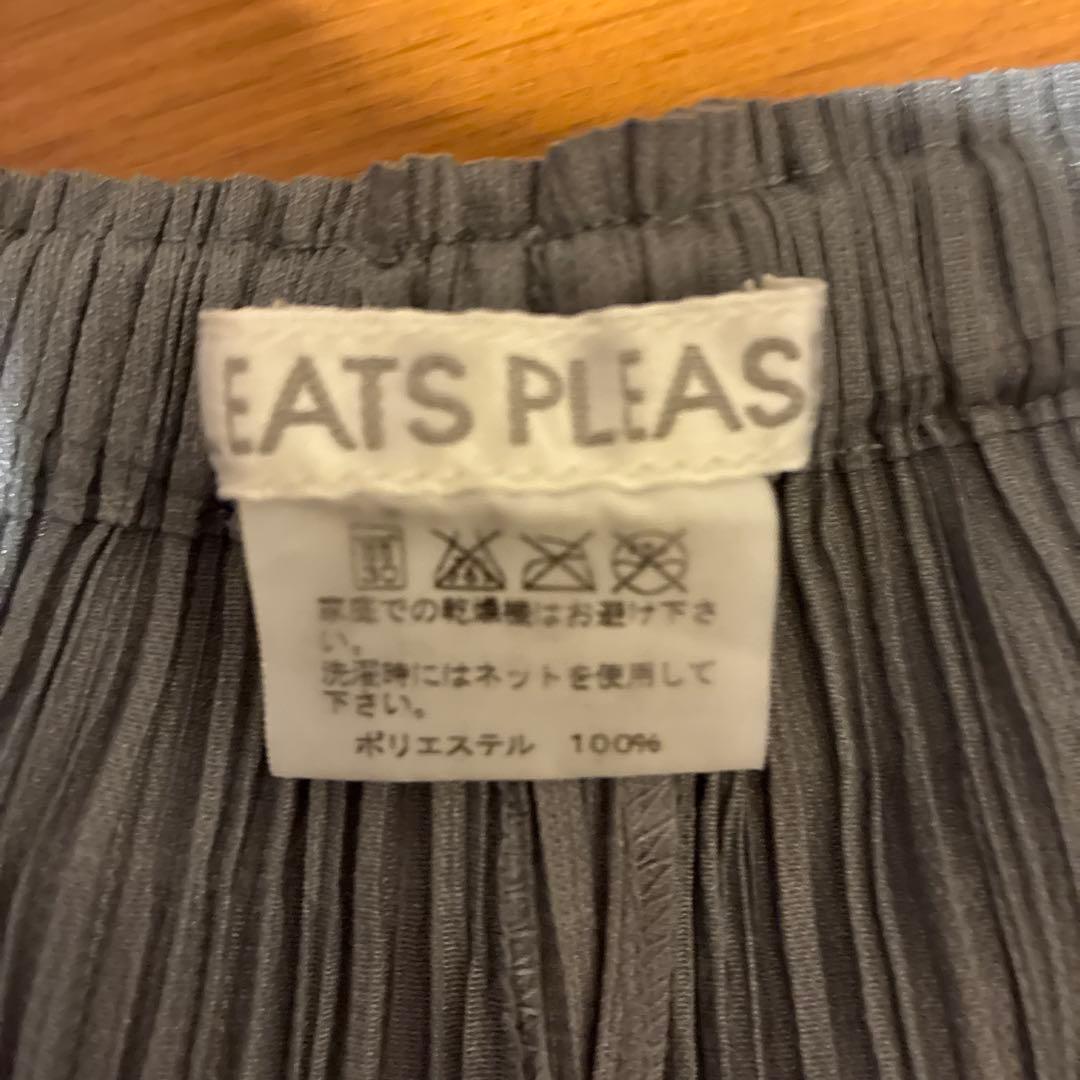 EATS PLEAS
家庭での乾燥機はお避け下さ
い。
洗濯時にはネットを使用して
下さい。
ポリエステル 100%